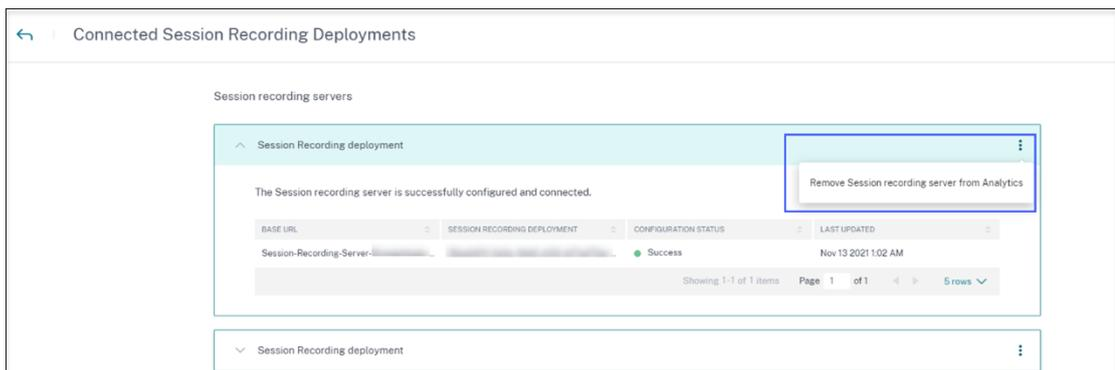 Connected Session Recording Deployments
Session recording servers
Session Recording deployment
Remove Session recording server from Analytics
The Session recording server is successfully configured and connected.
BASE URL SESSION RECORDING DEPLOYMENT CONFIGURATION STATUS LAST UPDATED
Session-Recording-Server- Success Nov 13 2021 1:02 AM
Showing 1-1 of 1 items Page 1 of 1 5 rows
Session Recording deployment